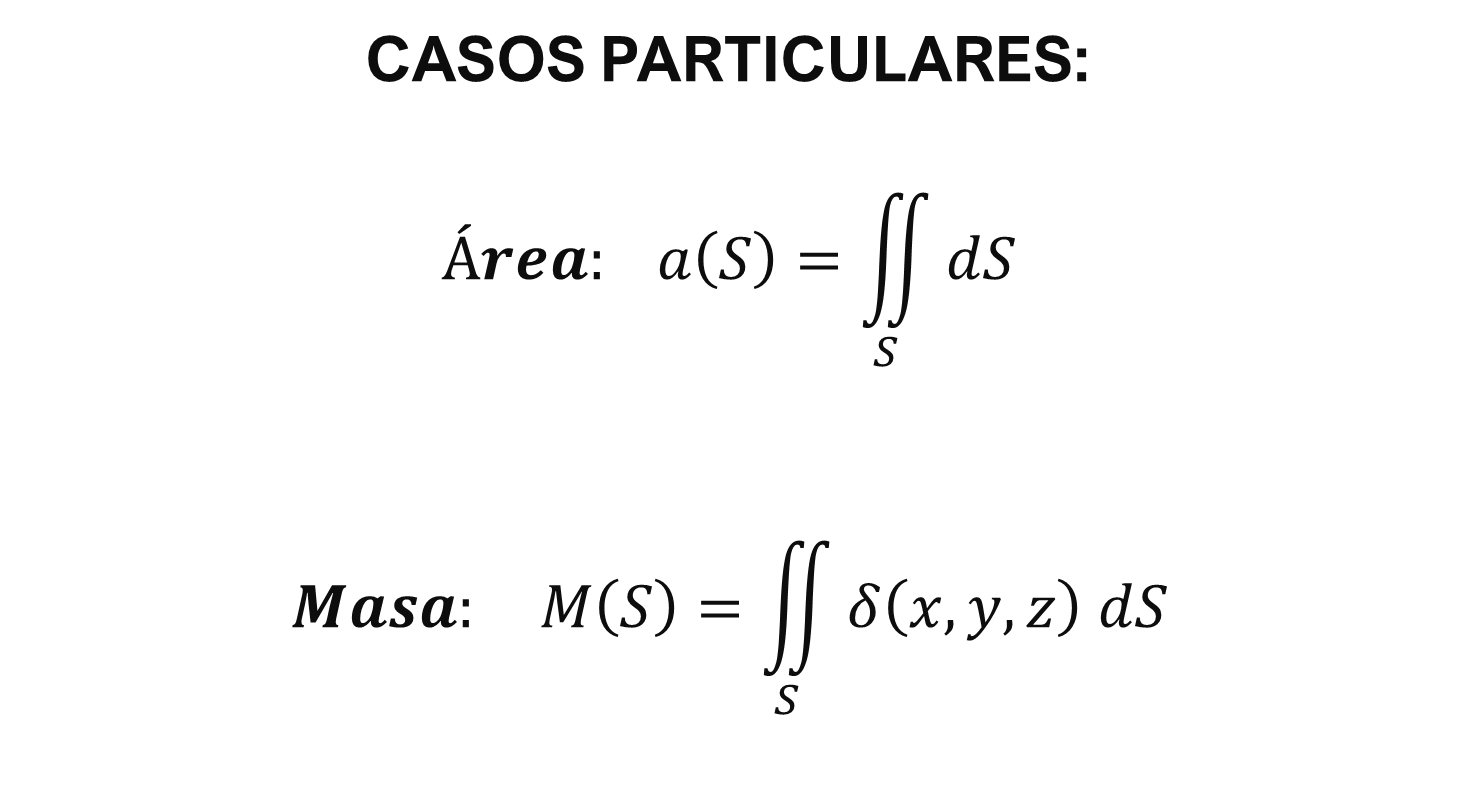 CASOS PARTICULARES:
Área: a(S) = ∬_S dS
Masa: M(S) = ∬_S δ(x, y, z) dS